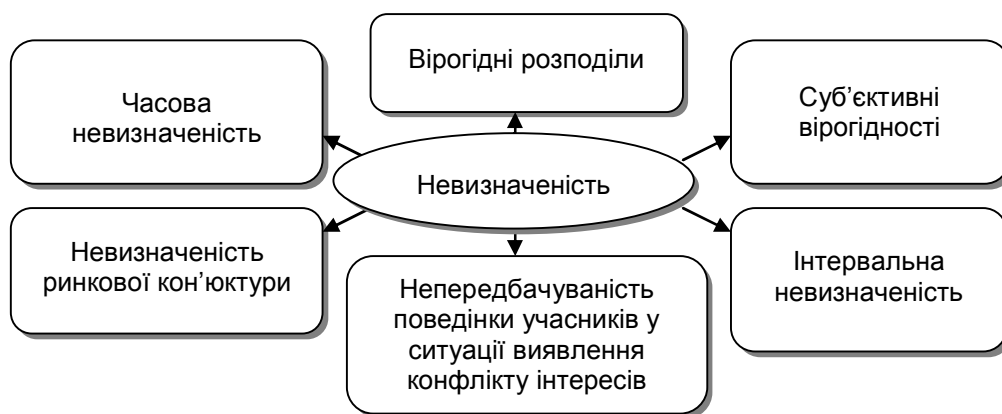 Вірогідні розподіли
Часова
невизначеність
Суб’єктивні
вірогідності
Невизначеність
Невизначеність
ринкової кон’юктури
Непередбачуваність
поведінки учасників у
ситуації виявлення
конфлікту інтересів
Інтервальна
невизначеність